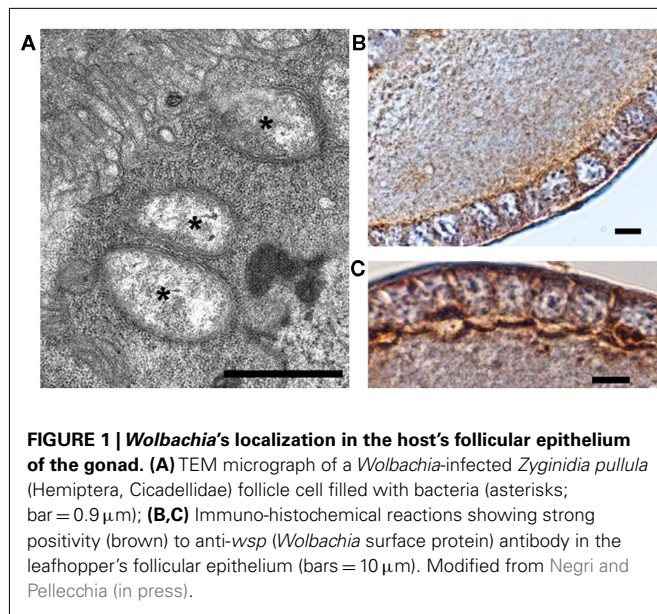 A
B
C
FIGURE 1 | Wolbachia's localization in the host's follicular epithelium
of the gonad. (A) TEM micrograph of a Wolbachia-infected Zyginidia pullula
(Hemiptera, Cicadellidae) follicle cell filled with bacteria (asterisks;
bar = 0.9 μm); (B,C) Immuno-histochemical reactions showing strong
positivity (brown) to anti-wsp (Wolbachia surface protein) antibody in the
leafhopper's follicular epithelium (bars = 10 μm). Modified from Negri and
Pellecchia (in press).